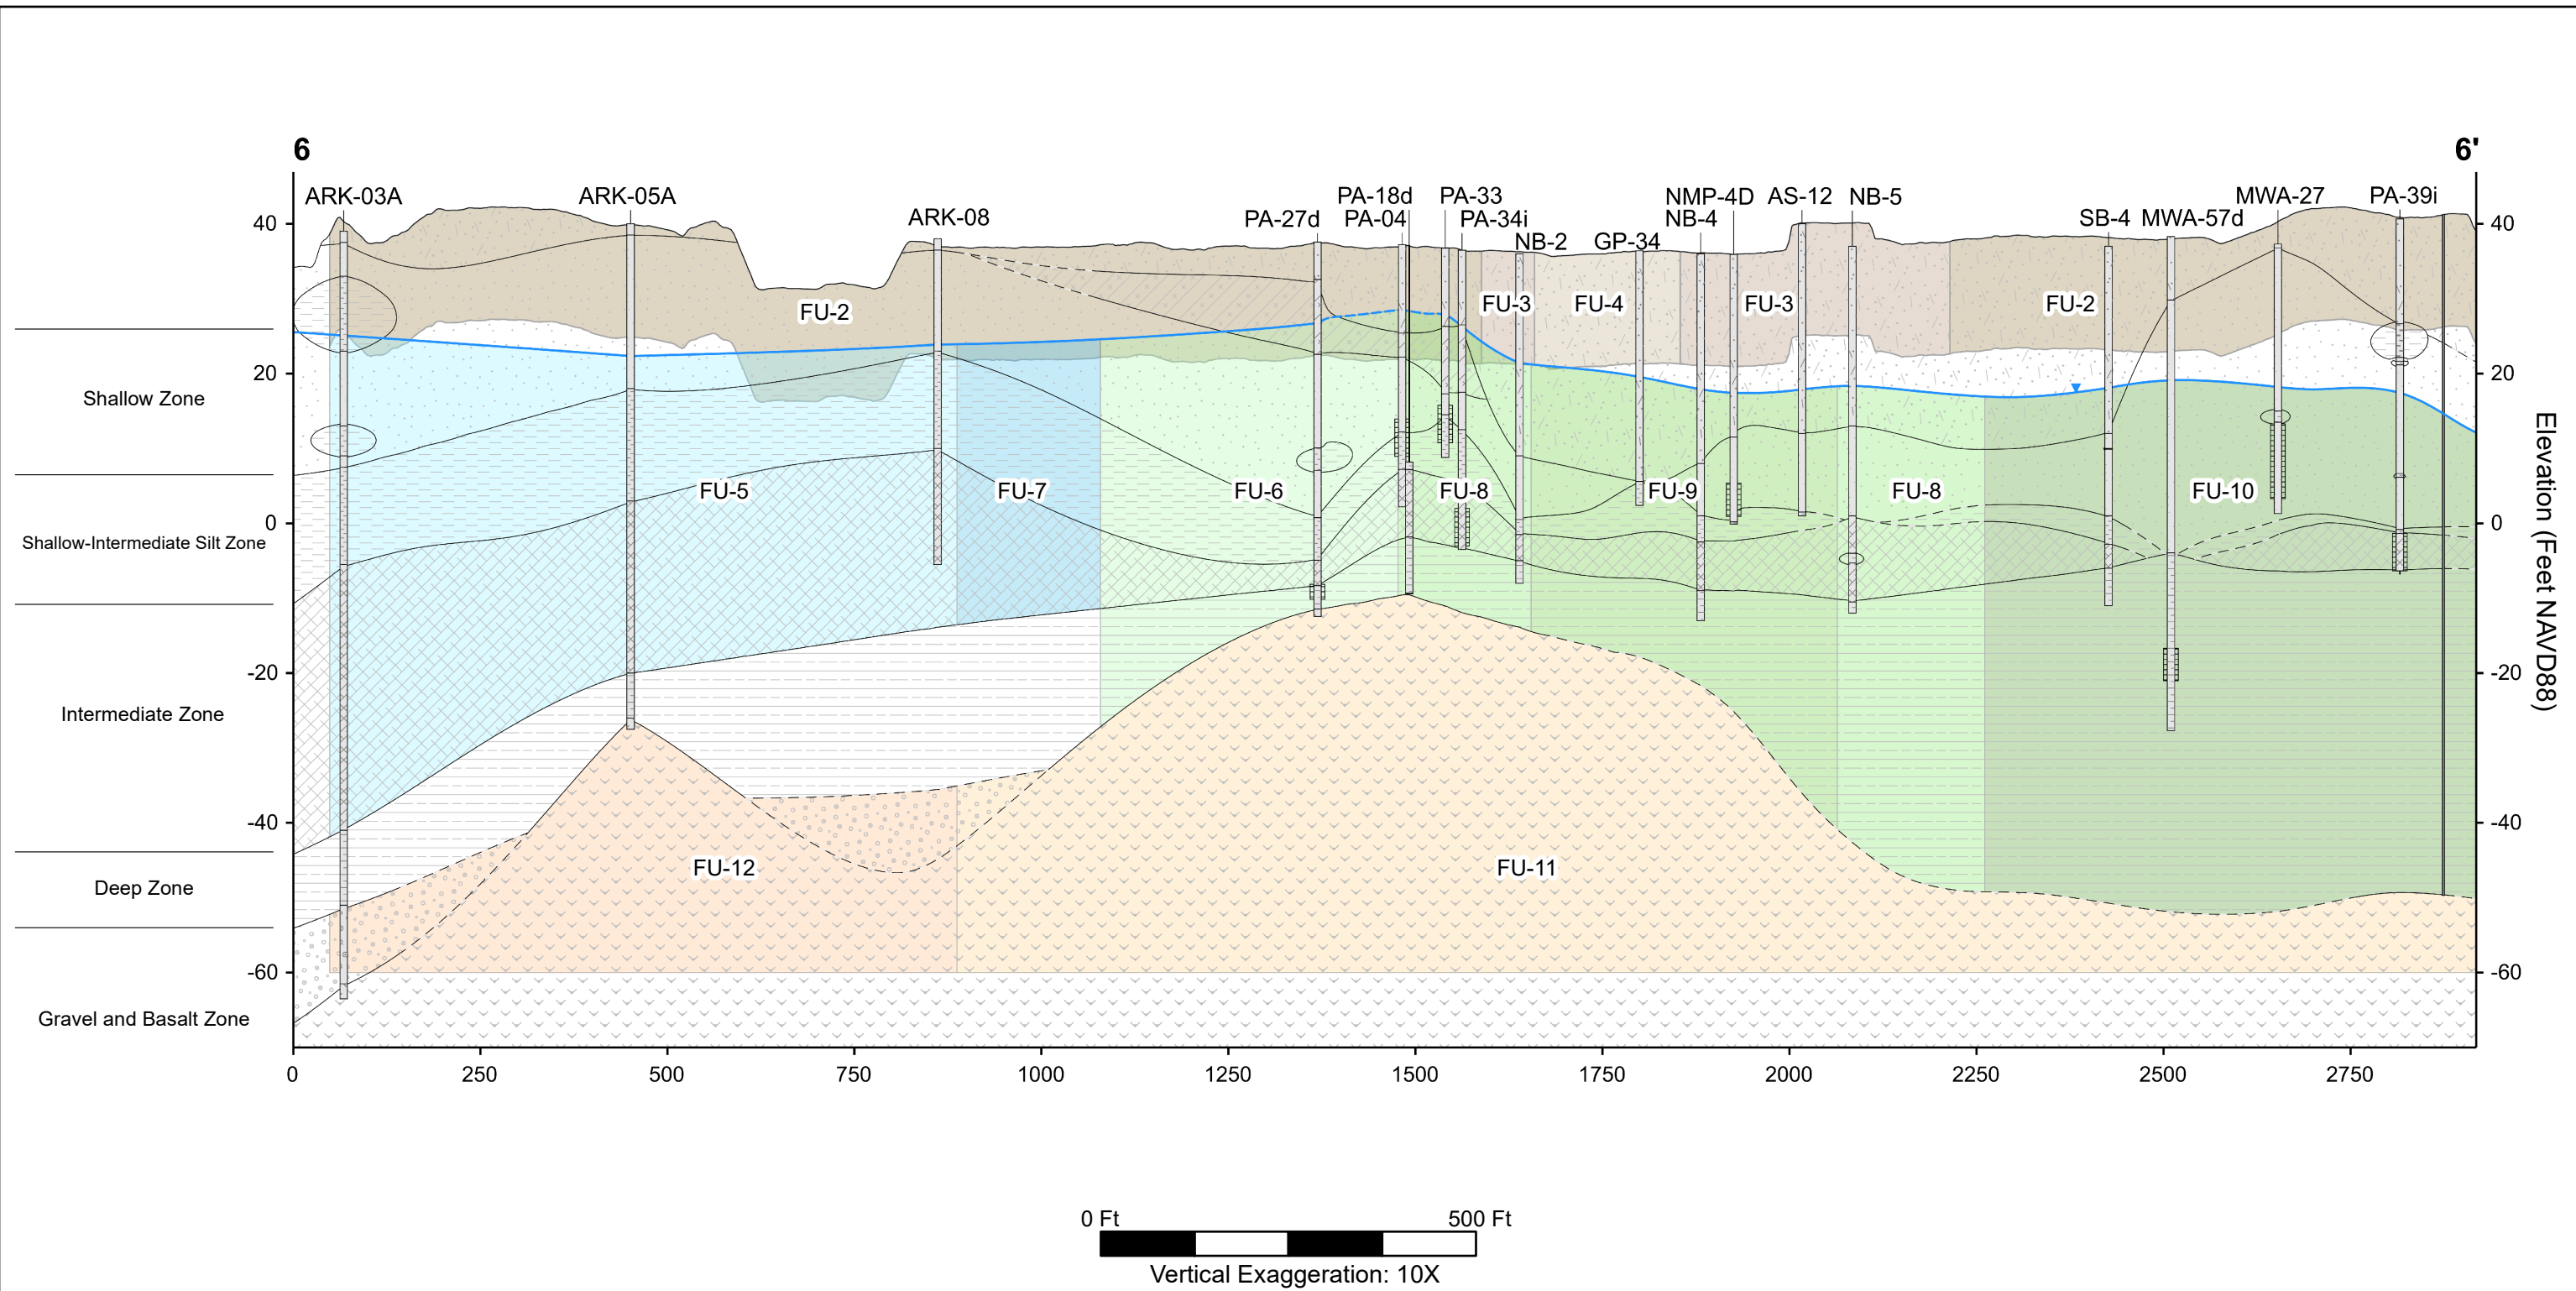 6
6'
ARK-03A
ARK-05A
ARK-08
PA-27d
PA-18d
PA-04
PA-33
PA-34i
NB-2
GP-34
NMP-4D
NB-4
AS-12
NB-5
SB-4
MWA-57d
MWA-27
PA-39i
40
20
0
-20
-40
-60
40
20
0
-20
-40
-60
Elevation (Feet NAVD88)
Shallow Zone
Shallow-Intermediate Silt Zone
Intermediate Zone
Deep Zone
Gravel and Basalt Zone
FU-2
FU-3
FU-4
FU-3
FU-2
FU-5
FU-7
FU-6
FU-8
FU-9
FU-8
FU-10
FU-12
FU-11
0
250
500
750
1000
1250
1500
1750
2000
2250
2500
2750
0 Ft
500 Ft
Vertical Exaggeration: 10X